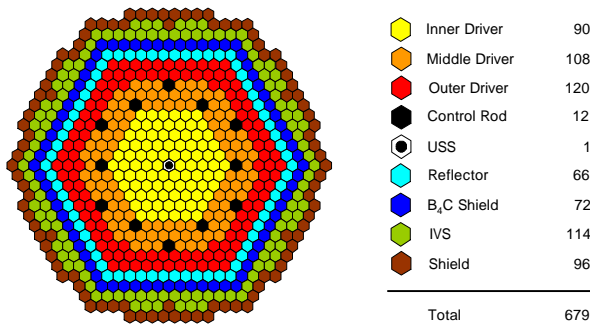 Inner Driver 90
Middle Driver 108
Outer Driver 120
Control Rod 12
USS 1
Reflector 66
B₄C Shield 72
IVS 114
Shield 96
Total 679